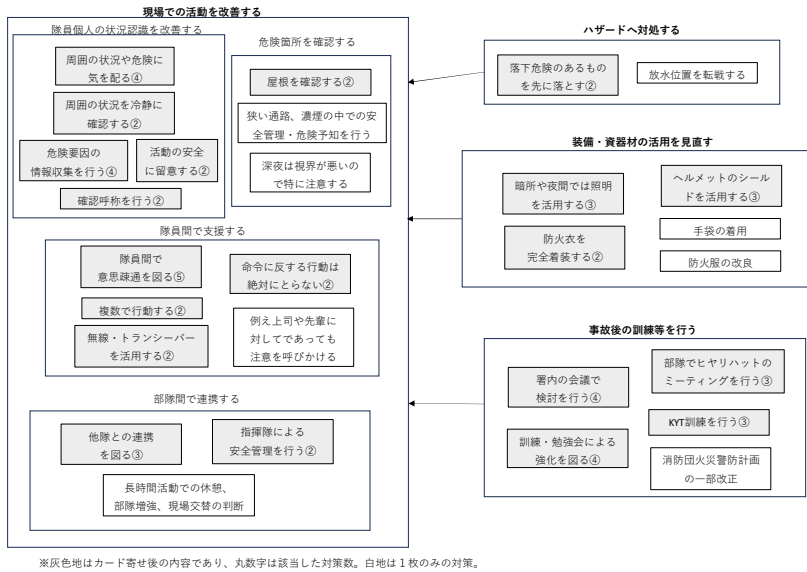 現場での活動を改善する
隊員個人の状況認識を改善する
周囲の状況や危険に
気を配る④
周囲の状況を冷静に
確認する②
危険要因の
情報収集を行う④
活動の安全
に留意する②
確認呼称を行う②
危険箇所を確認する
屋根を確認する②
狭い通路、濃煙の中での安
全管理・危険予知を行う
深夜は視界が悪いの
で特に注意する
隊員間で支援する
隊員間で
意思疎通を図る⑤
命令に反する行動は
絶対にとらない②
複数で行動する②
無線・トランシーバー
を活用する②
例え上司や先輩に
対してであっても
注意を呼びかける
部隊間で連携する
他隊との連携
を図る③
指揮隊による
安全管理を行う②
長時間活動での休憩、
部隊増強、現場交替の判断
ハザードへ対処する
落下危険のあるもの
を先に落とす②
放水位置を転戦する
装備・資器材の活用を見直す
暗所や夜間では照明
を活用する③
ヘルメットのシール
ドを活用する③
防火衣を
完全着装する②
手袋の着用
防火服の改良
事故後の訓練等を行う
署内の会議で
検討を行う④
部隊でヒヤリハットの
ミーティングを行う③
訓練・勉強会による
強化を図る④
KYT訓練を行う③
消防団火災警防計画
の一部改正
※灰色地はカード寄せ後の内容であり、丸数字は該当した対策数。白地は１枚のみの対策。